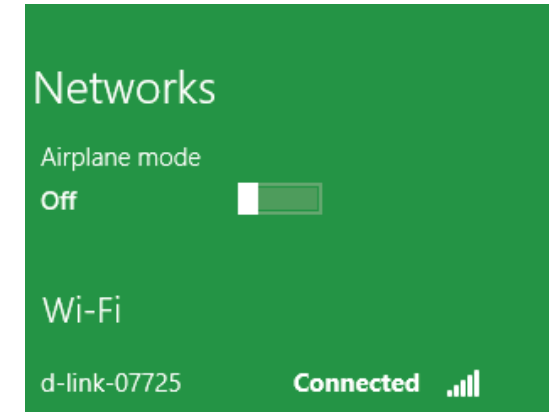 Networks
Airplane mode
Off
Wi-Fi
d-link-07725 Connected